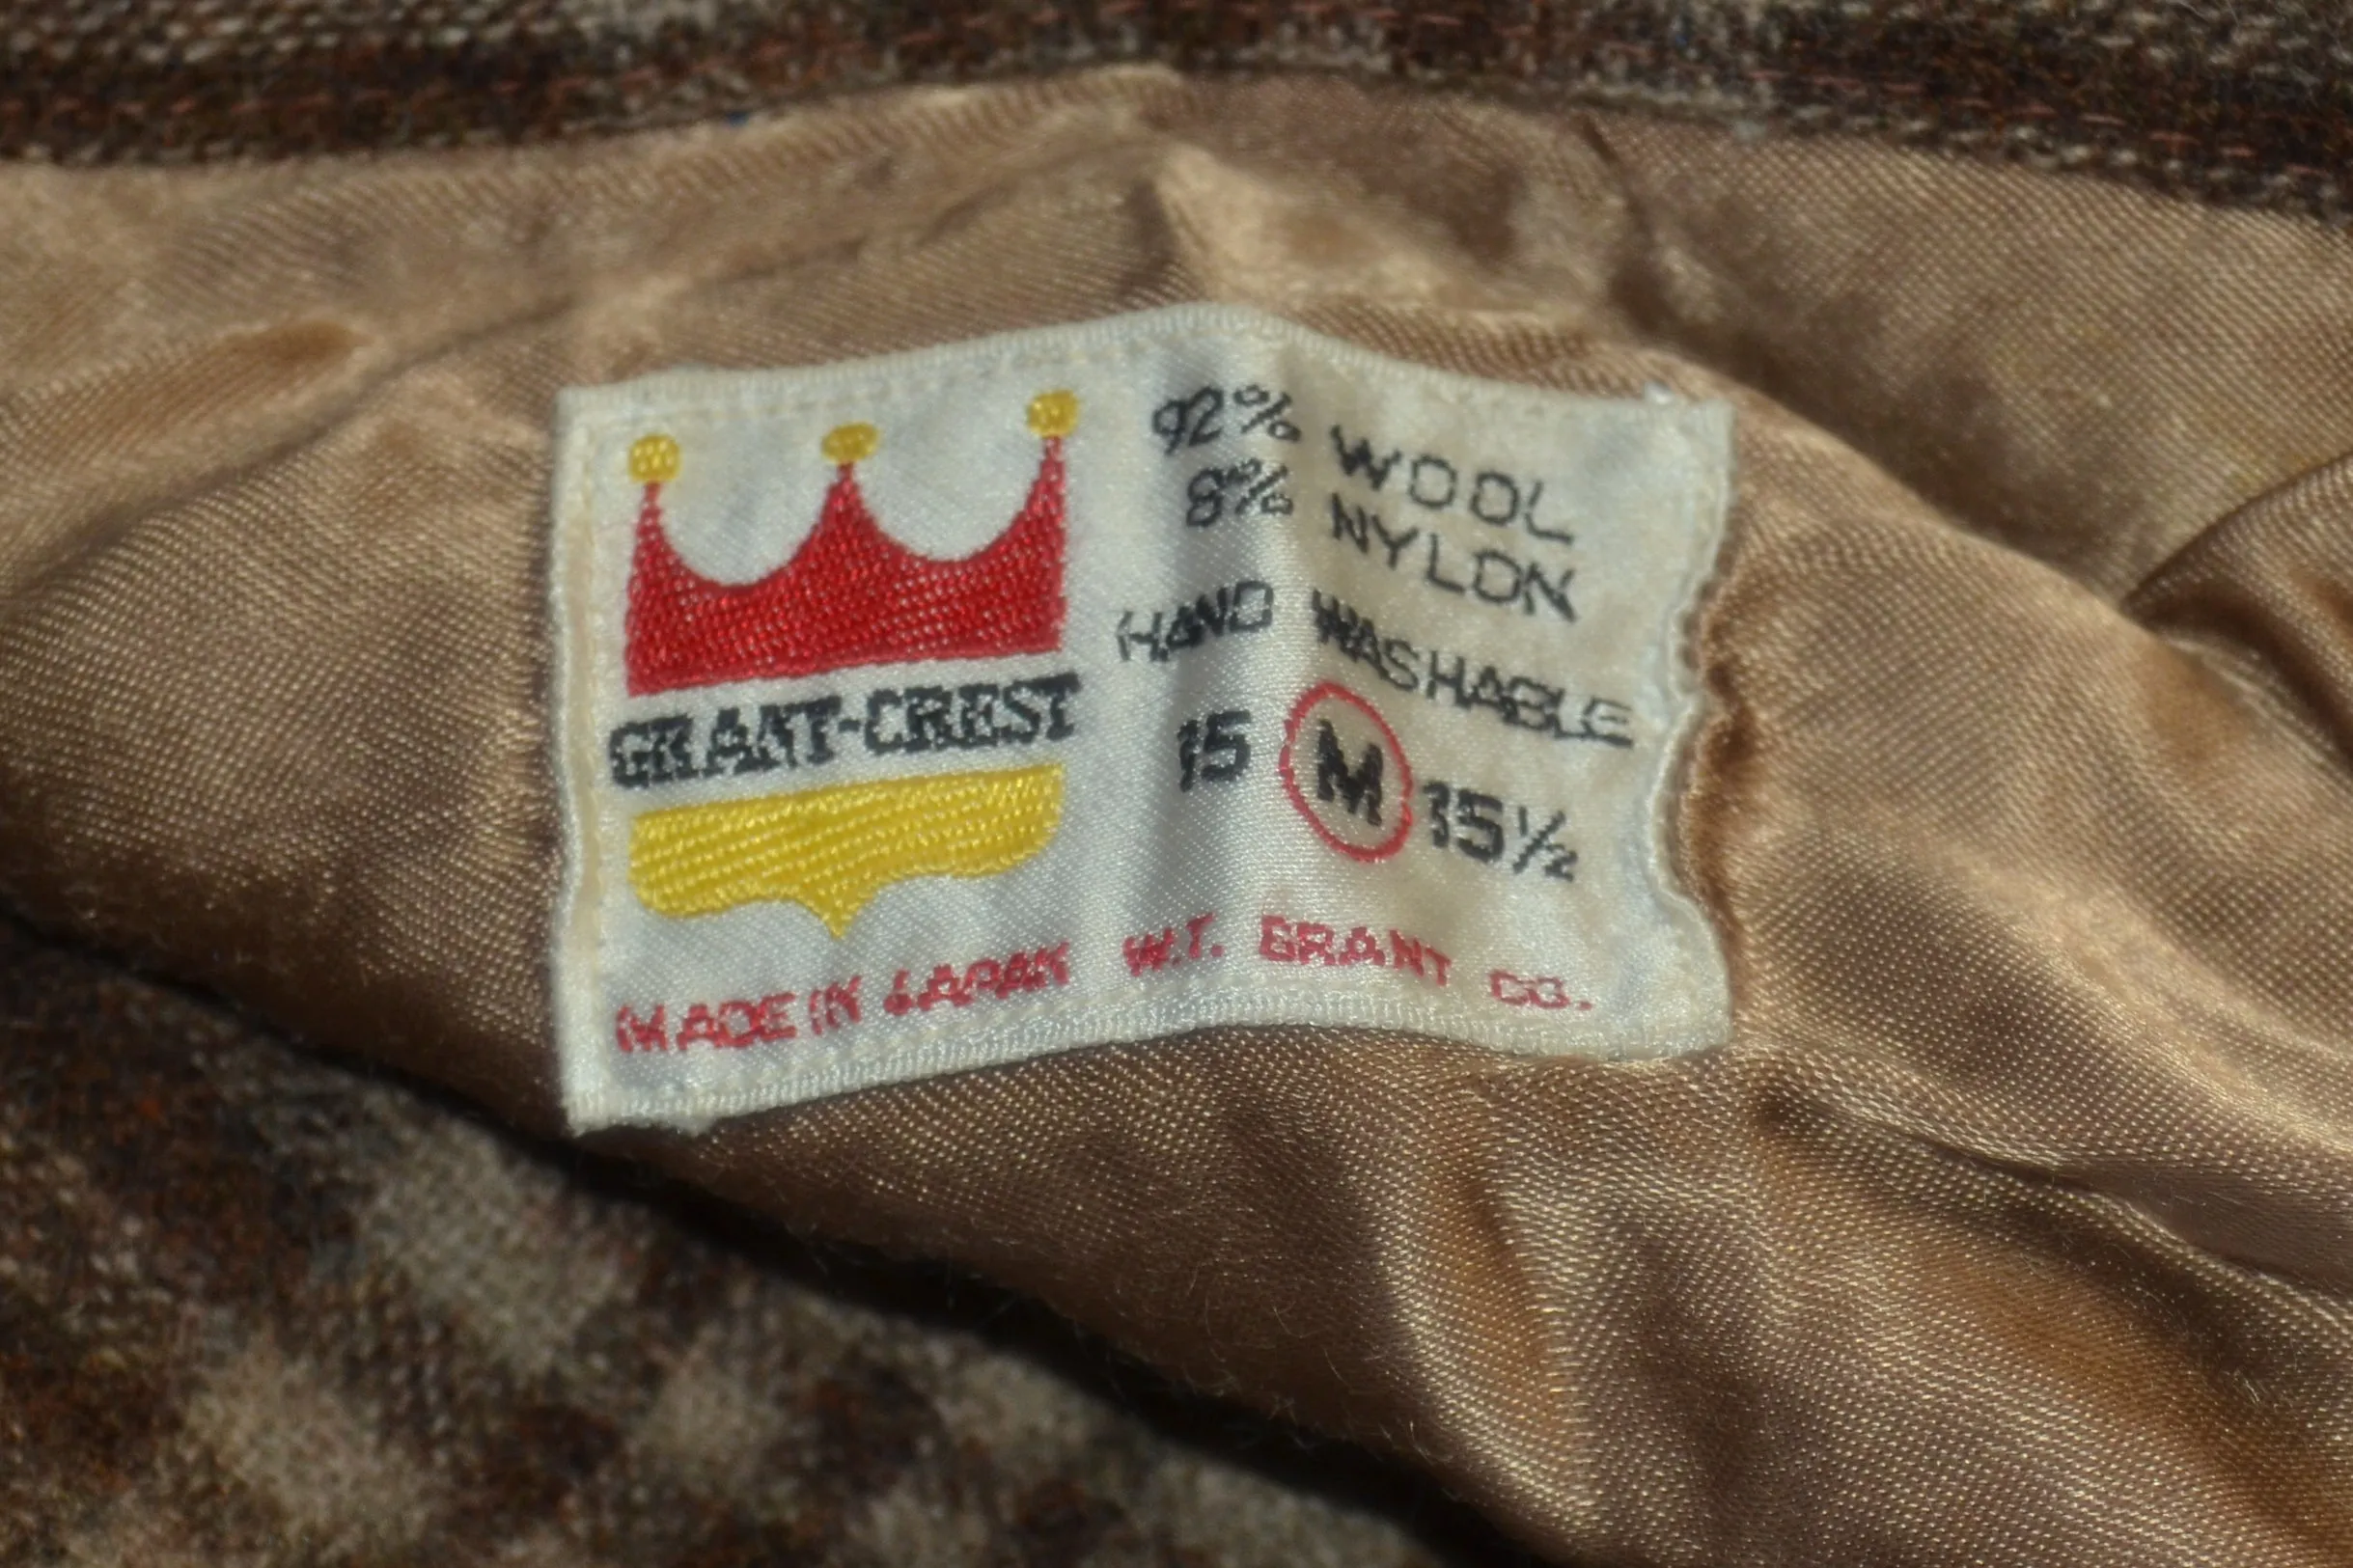 GRANT-CREST
92% WOOL
8% NYLON
HAND WASHABLE
15 M 15½
MADE IN JAPAN W.T. GRANT CO.